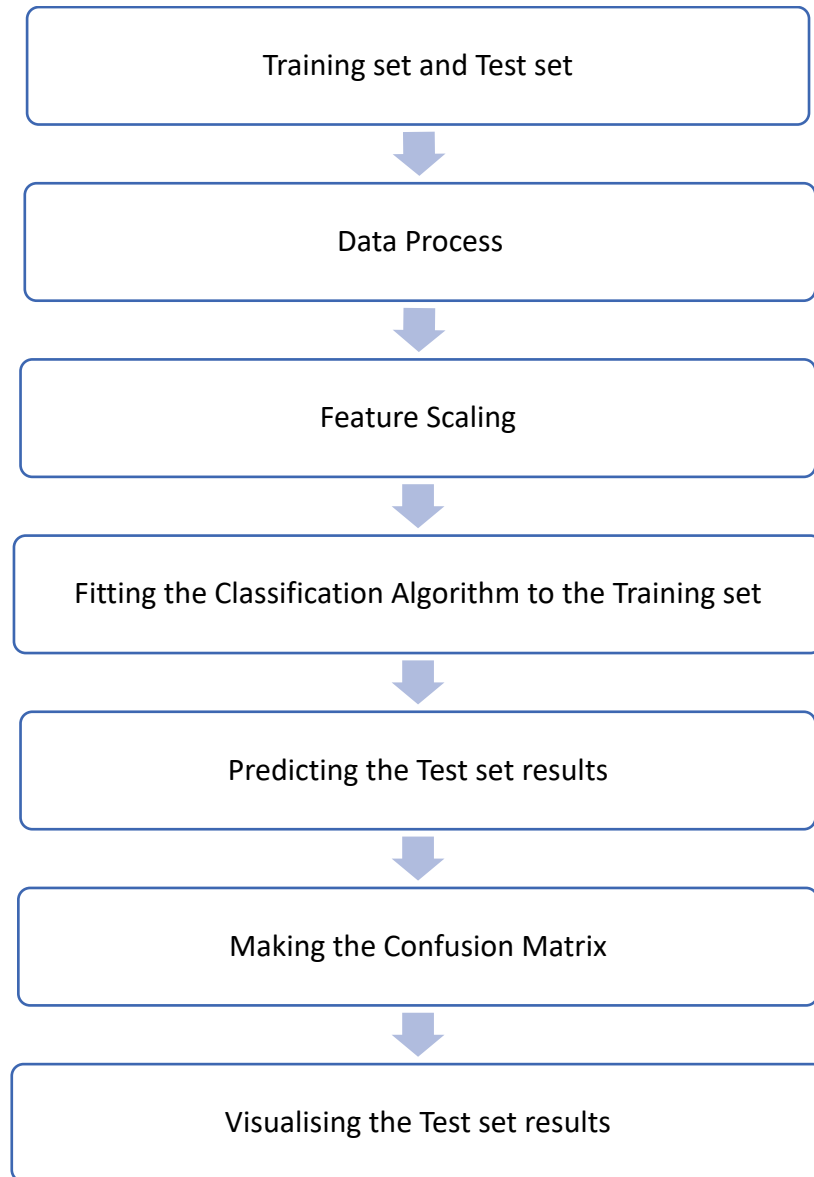 Training set and Test set
Data Process
Feature Scaling
Fitting the Classification Algorithm to the Training set
Predicting the Test set results
Making the Confusion Matrix
Visualising the Test set results